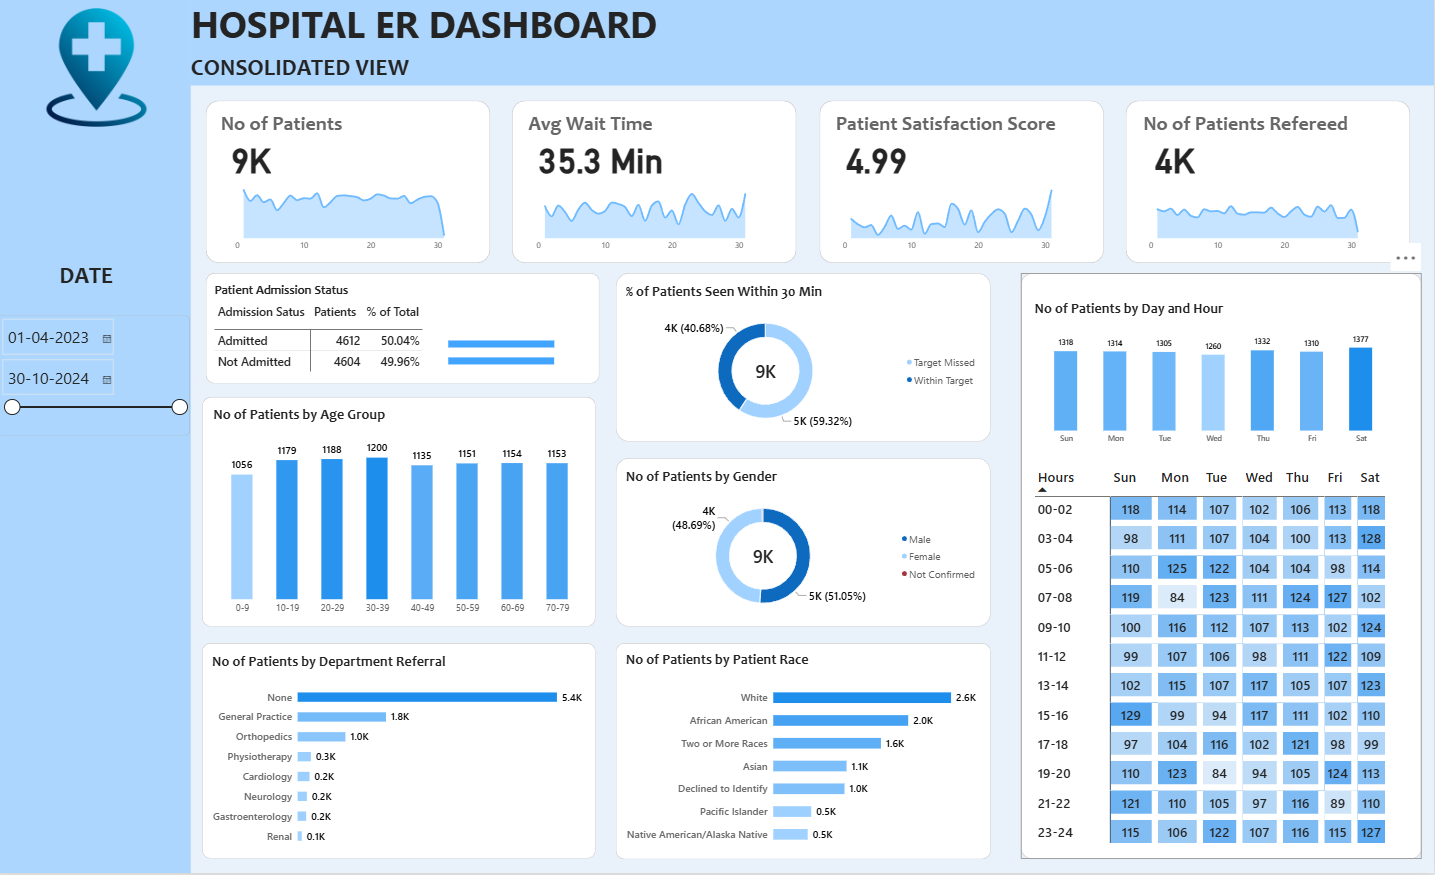 HOSPITAL ER DASHBOARD
CONSOLIDATED VIEW
DATE
01-04-2023
30-10-2024
No of Patients
9K
0 10 20 30
Avg Wait Time
35.3 Min
0 10 20 30
Patient Satisfaction Score
4.99
0 10 20 30
No of Patients Refereed
4K
0 10 20 30
Patient Admission Status
Admission Satus Patients % of Total
Admitted 4612 50.04%
Not Admitted 4604 49.96%
No of Patients by Age Group
1056 1179 1188 1200 1135 1151 1154 1153
0-9 10-19 20-29 30-39 40-49 50-59 60-69 70-79
No of Patients by Department Referral
None 5.4K
General Practice 1.8K
Orthopedics 1.0K
Physiotherapy 0.3K
Cardiology 0.2K
Neurology 0.2K
Gastroenterology 0.2K
Renal 0.1K
% of Patients Seen Within 30 Min
4K (40.68%)
9K
5K (59.32%)
Target Missed
Within Target
No of Patients by Gender
4K
(48.69%)
9K
5K (51.05%)
Male
Female
Not Confirmed
No of Patients by Patient Race
White 2.6K
African American 2.0K
Two or More Races 1.6K
Asian 1.1K
Declined to Identify 1.0K
Pacific Islander 0.5K
Native American/Alaska Native 0.5K
No of Patients by Day and Hour
1318 1314 1305 1260 1332 1310 1377
Sun Mon Tue Wed Thu Fri Sat
Hours Sun Mon Tue Wed Thu Fri Sat
00-02 118 114 107 102 106 113 118
03-04 98 111 107 104 100 113 128
05-06 110 125 122 104 104 98 114
07-08 119 84 123 111 124 127 102
09-10 100 116 112 107 113 102 124
11-12 99 107 106 98 111 122 109
13-14 102 115 107 117 105 107 123
15-16 129 99 94 117 111 102 110
17-18 97 104 116 102 121 98 99
19-20 110 123 84 94 105 124 113
21-22 121 110 105 97 116 89 110
23-24 115 106 122 107 116 115 127